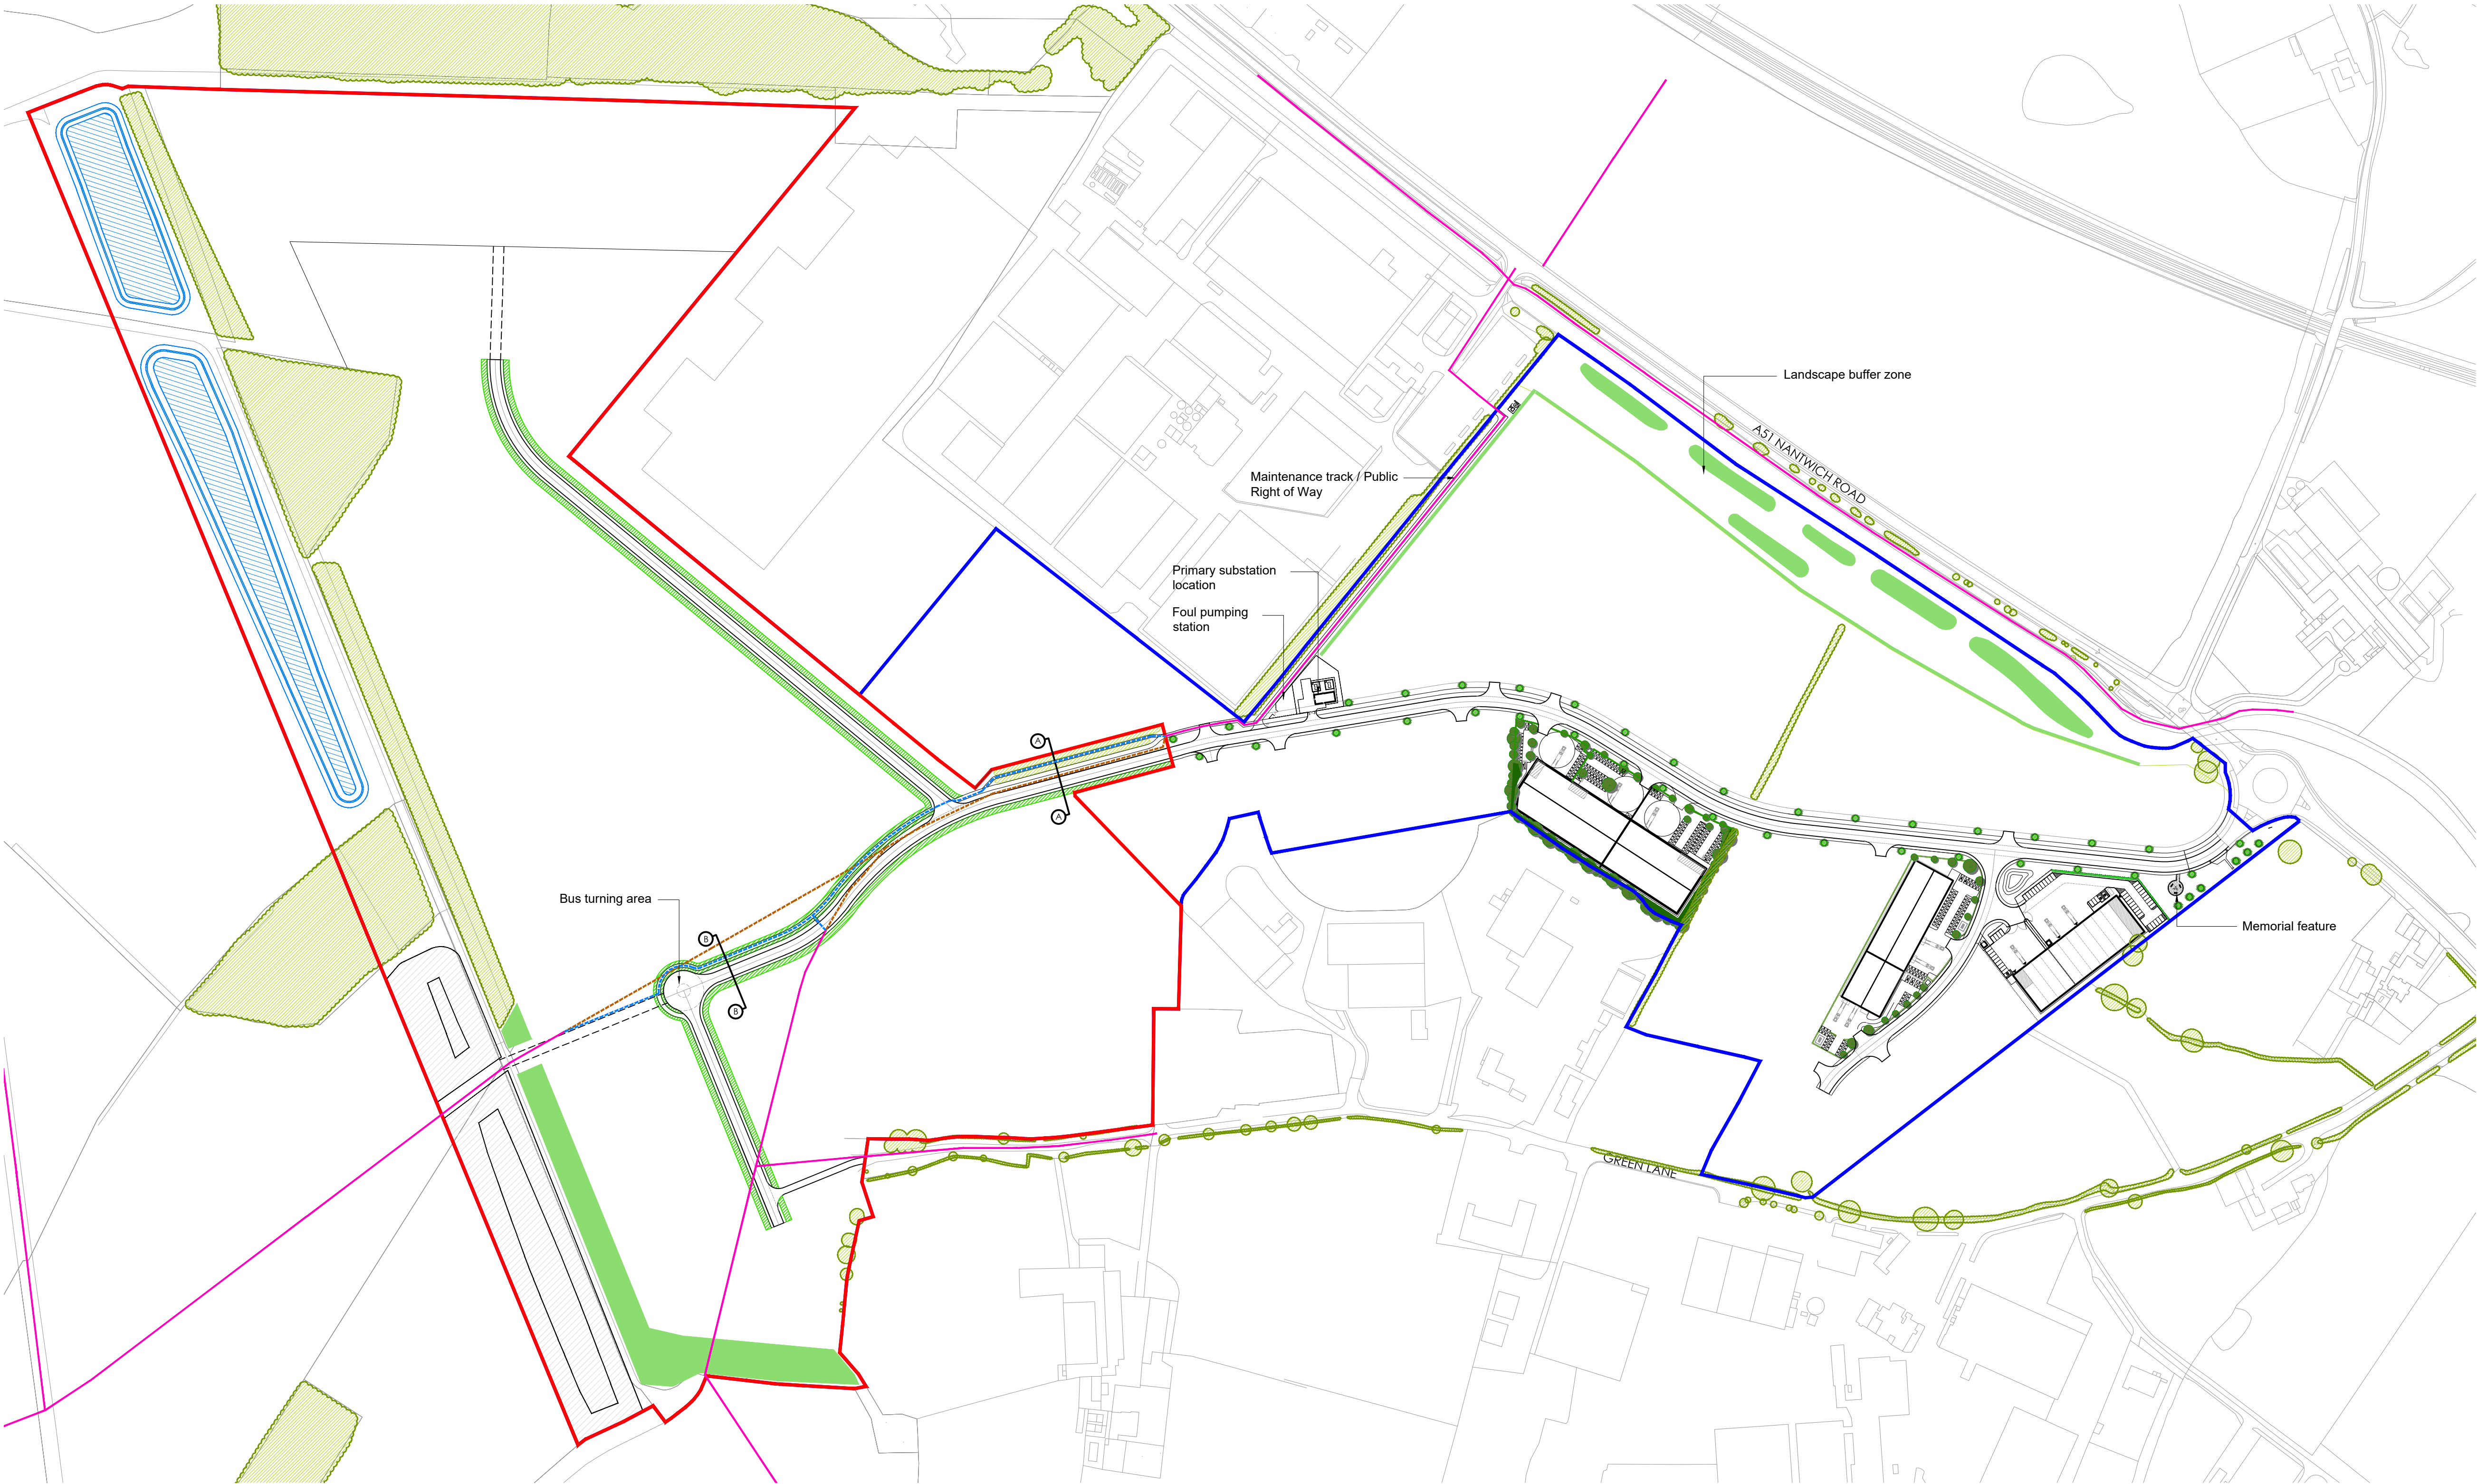 Landscape buffer zone
A51 NANTWICH ROAD
Maintenance track / Public
Right of Way
Primary substation
location
Foul pumping
station
A
A
Bus turning area
B
B
Memorial feature
GREEN LANE